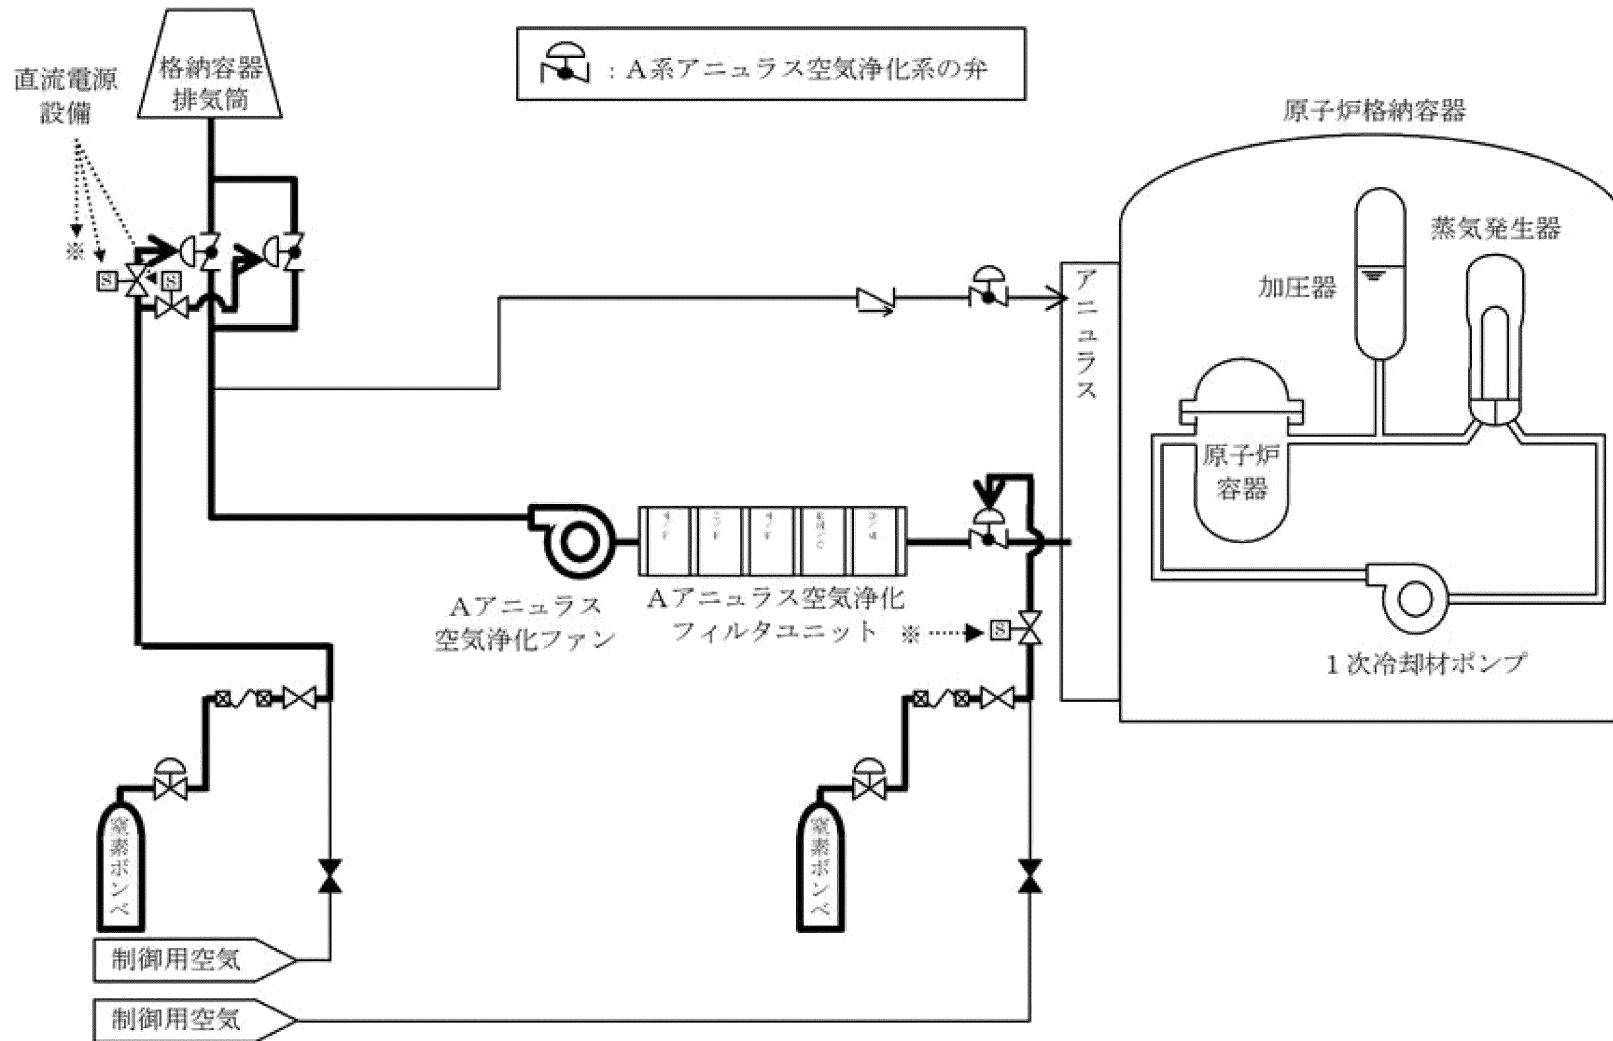 格納容器
排気筒
直流電源
設備
：A系アニュラス空気浄化系の弁
原子炉格納容器
※
S
S
アニュラス
加圧器
蒸気発生器
原子炉
容器
Aアニュラス
空気浄化ファン
Aアニュラス空気浄化
フィルタユニット
※
S
1次冷却材ポンプ
窒素ボンベ
窒素ボンベ
制御用空気
制御用空気